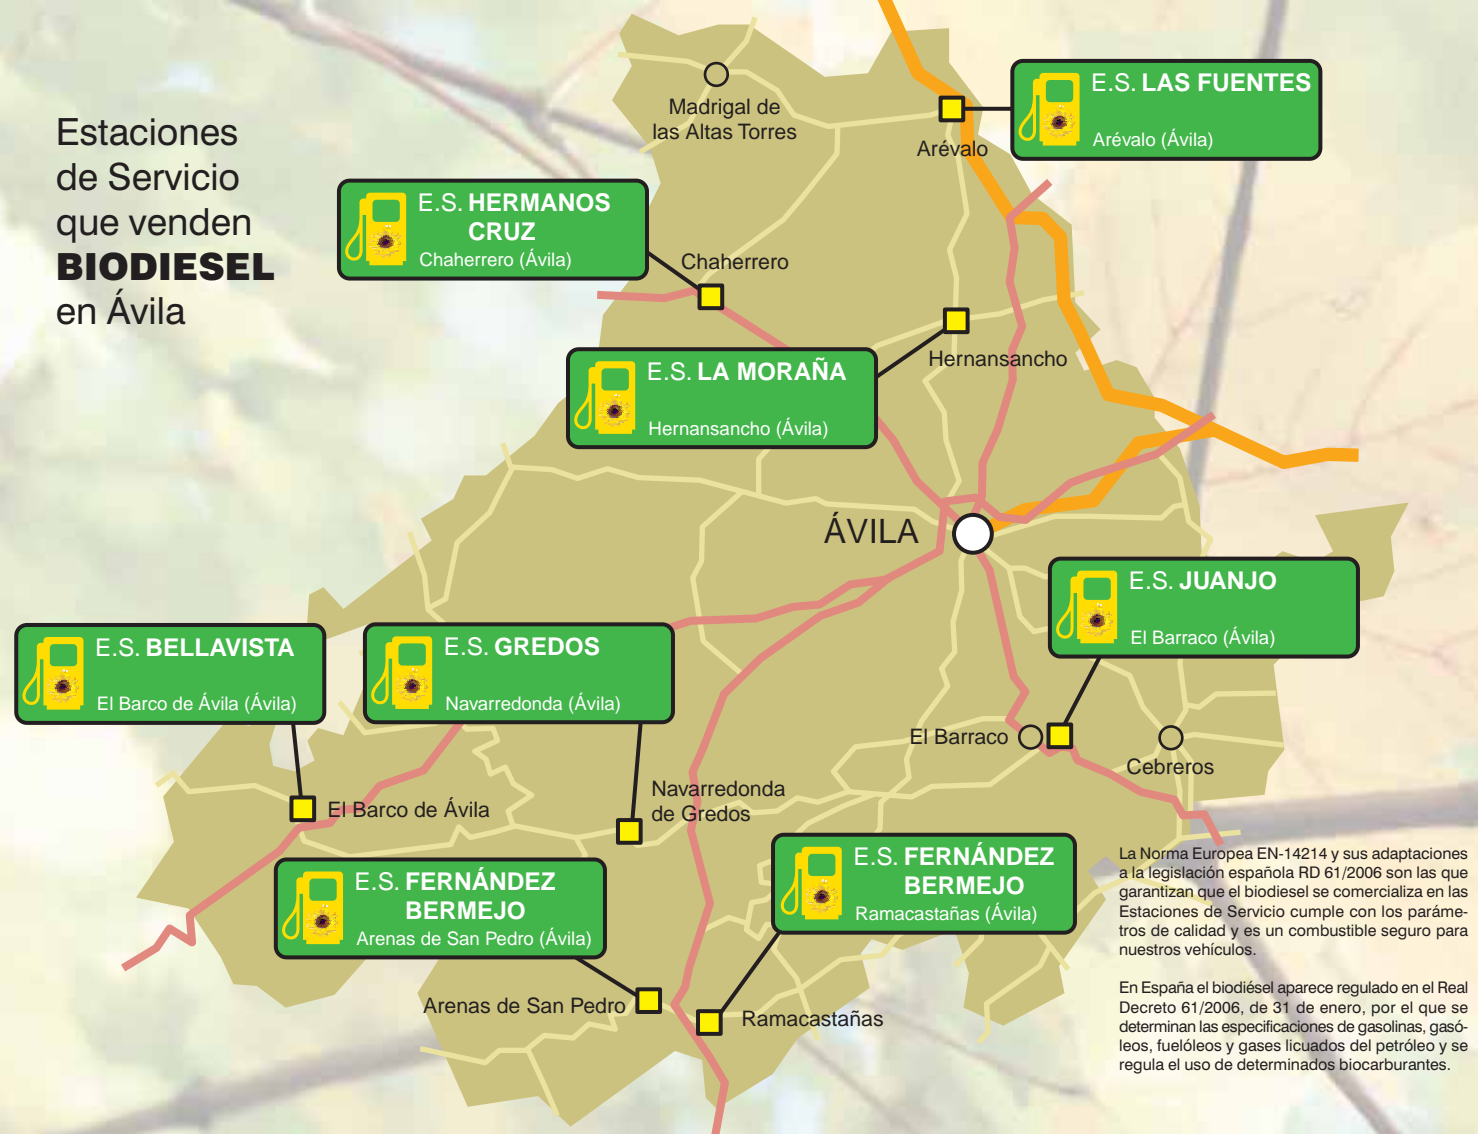 Estaciones
de Servicio
que venden
BIODIESEL
en Ávila
Madrigal de
las Altas Torres
Arévalo
E.S. LAS FUENTES
Arévalo (Ávila)
E.S. HERMANOS
CRUZ
Chaherrero (Ávila)
Chaherrero
E.S. LA MORAÑA
Hernansancho (Ávila)
Hernansancho
ÁVILA
E.S. JUANJO
El Barraco (Ávila)
E.S. BELLAVISTA
El Barco de Ávila (Ávila)
E.S. GREDOS
Navarredonda (Ávila)
El Barraco
Cebreros
El Barco de Ávila
Navarredonda
de Gredos
E.S. FERNÁNDEZ
BERMEJO
Arenas de San Pedro (Ávila)
E.S. FERNÁNDEZ
BERMEJO
Ramacastañas (Ávila)
Arenas de San Pedro
Ramacastañas
La Norma Europea EN-14214 y sus adaptaciones
a la legislación española RD 61/2006 son las que
garantizan que el biodiesel se comercializa en las
Estaciones de Servicio cumple con los paráme-
tros de calidad y es un combustible seguro para
nuestros vehículos.
En España el biodiésel aparece regulado en el Real
Decreto 61/2006, de 31 de enero, por el que se
determinan las especificaciones de gasolinas, gasó-
leos, fuelóleos y gases licuados del petróleo y se
regula el uso de determinados biocarburantes.